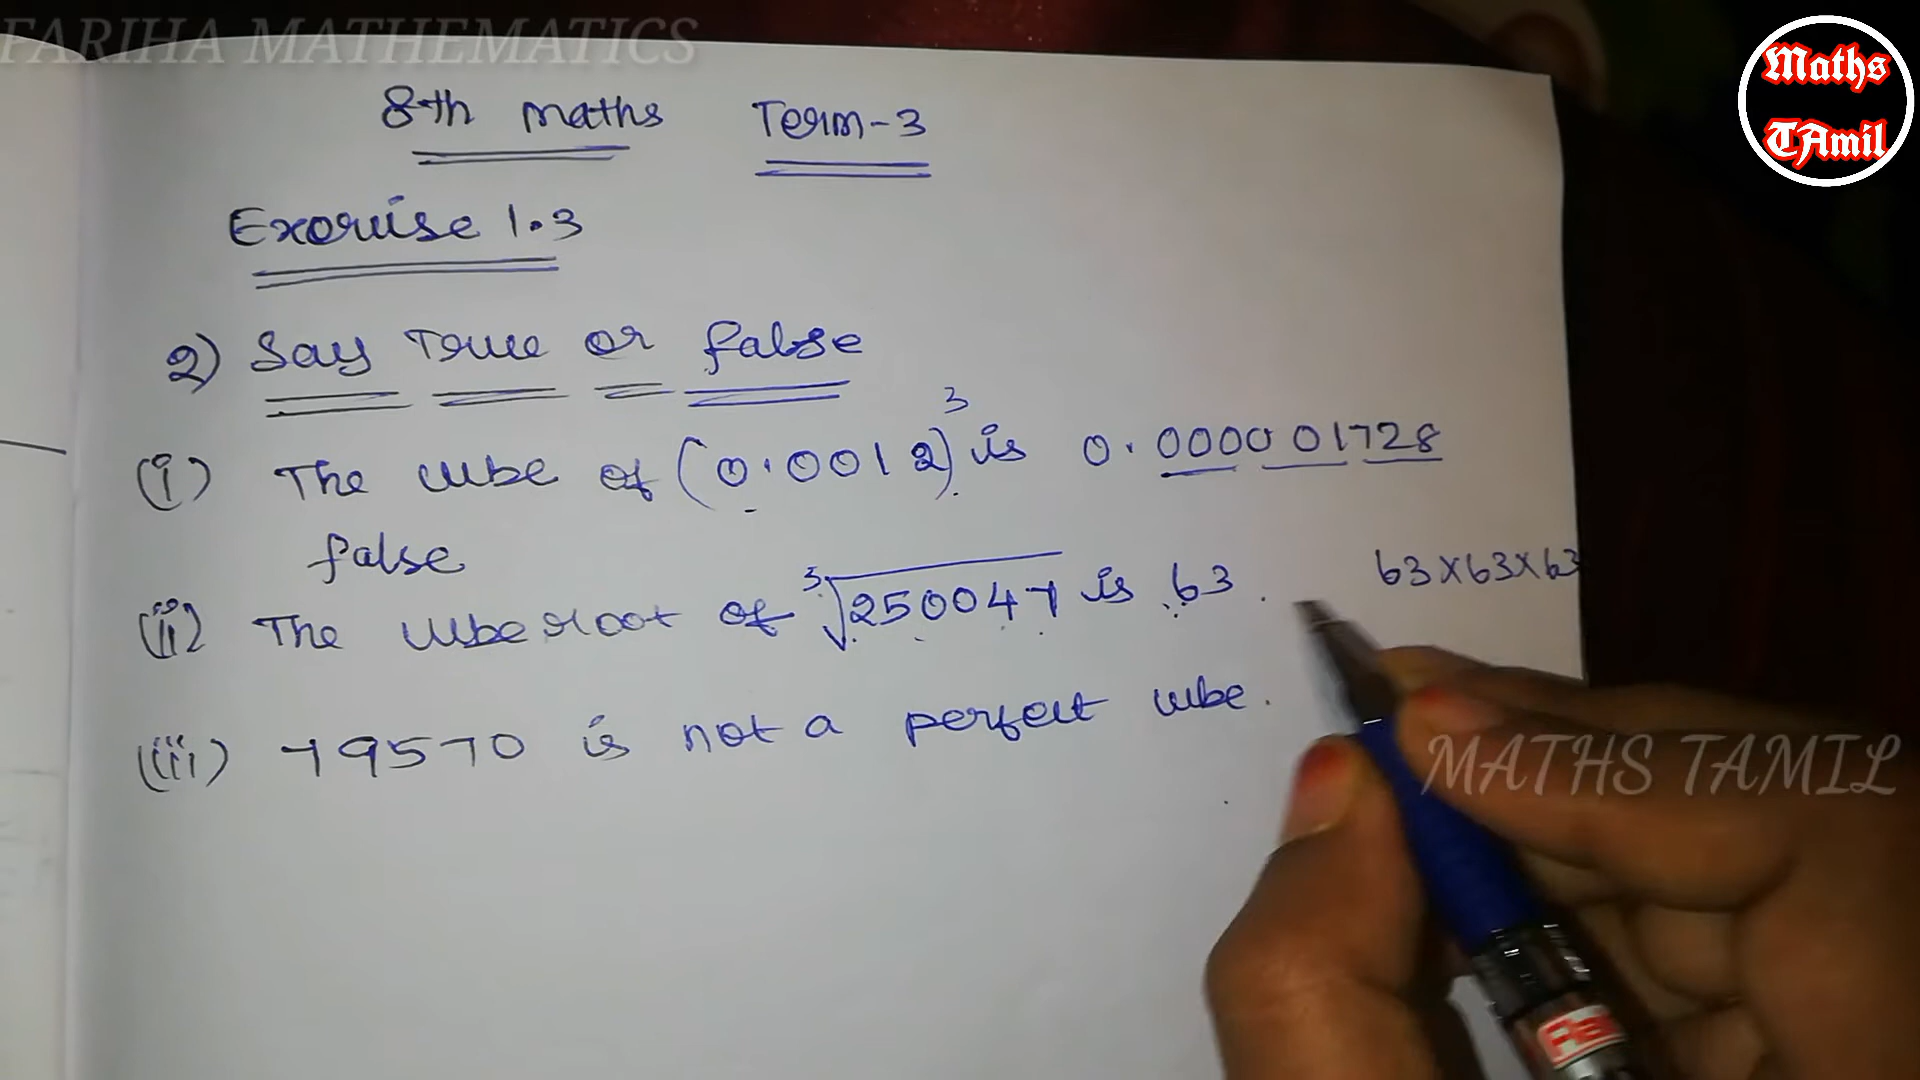 FARIHA MATHEMATICS
Maths
TAmil
8th maths Term-3
Exercise 1.3
2) Say True or false
(i) The cube of (0.0012)³ is 0.000001728
false
(ii) The cube root of ³√250047 is 63. 63×63×63
(iii) 79570 is not a perfect cube.
MATHS TAMIL